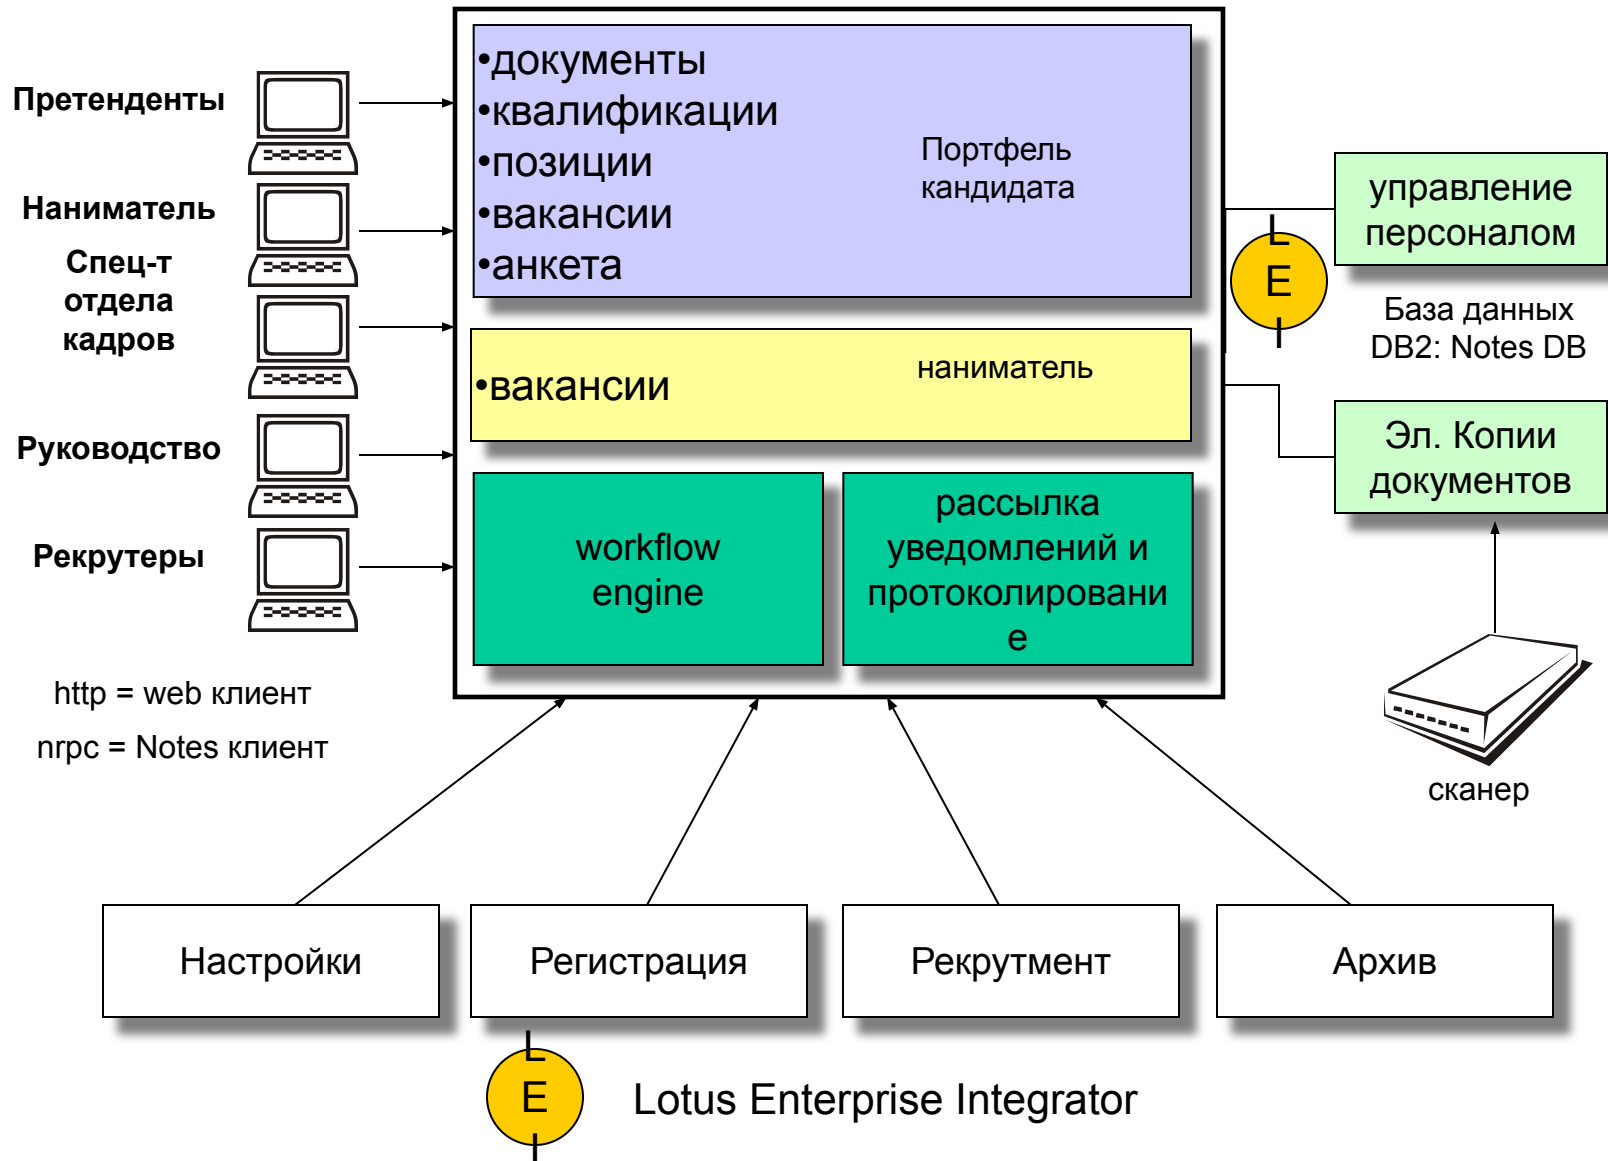 Претенденты
Наниматель
Спец-т
отдела
кадров
Руководство
Рекрутеры
http = web клиент
nrpc = Notes клиент
•документы
•квалификации
•позиции
•вакансии
•анкета
Портфель
кандидата
•вакансии
наниматель
workflow
engine
рассылка
уведомлений и
протоколировани
е
L
E
I
управление
персоналом
База данных
DB2: Notes DB
Эл. Копии
документов
сканер
Настройки
Регистрация
Рекрутмент
Архив
L
E
I
Lotus Enterprise Integrator